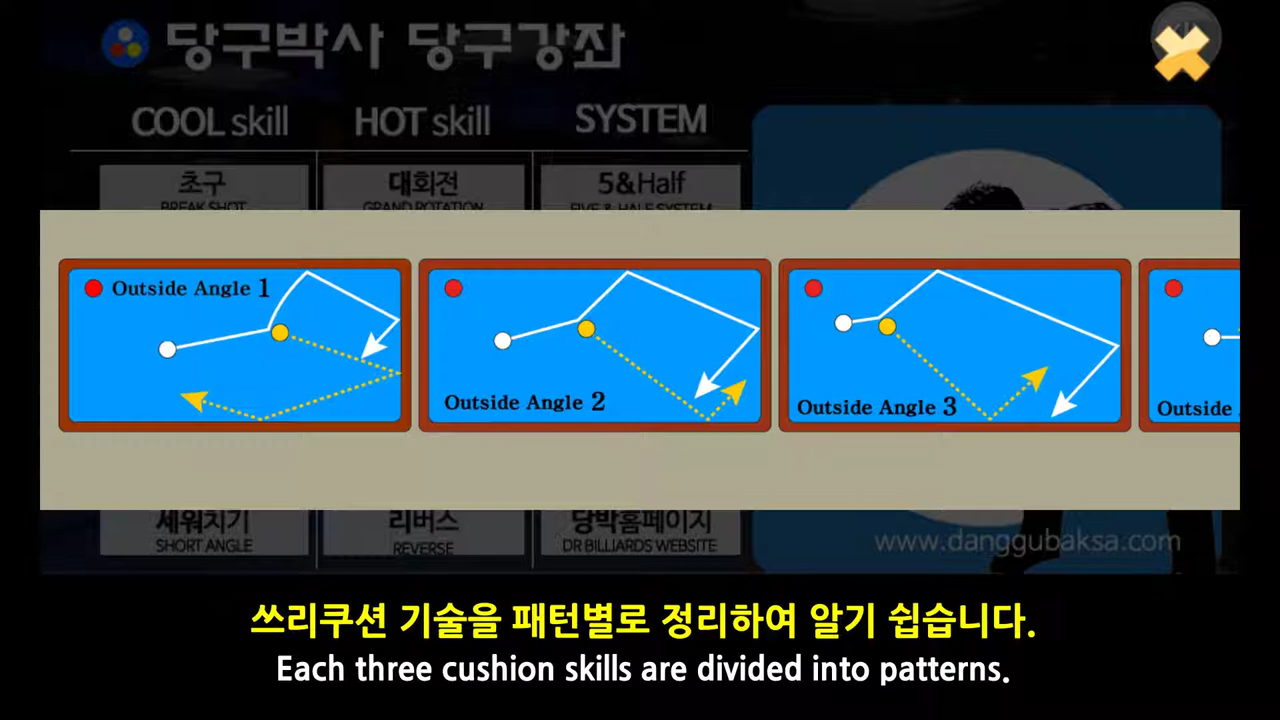 당구박사 당구강좌
COOL skill
HOT skill
SYSTEM
초구
BREAK SHOT
대회전
GRAND ROTATION
5&Half
FIVE & HALF SYSTEM
Outside Angle 1
Outside Angle 2
Outside Angle 3
Outside
세워치기
SHORT ANGLE
리버스
REVERSE
당박홈페이지
DR BILLIARDS WEBSITE
www.danggubaksa.com
쓰리쿠션 기술을 패턴별로 정리하여 알기 쉽습니다.
Each three cushion skills are divided into patterns.